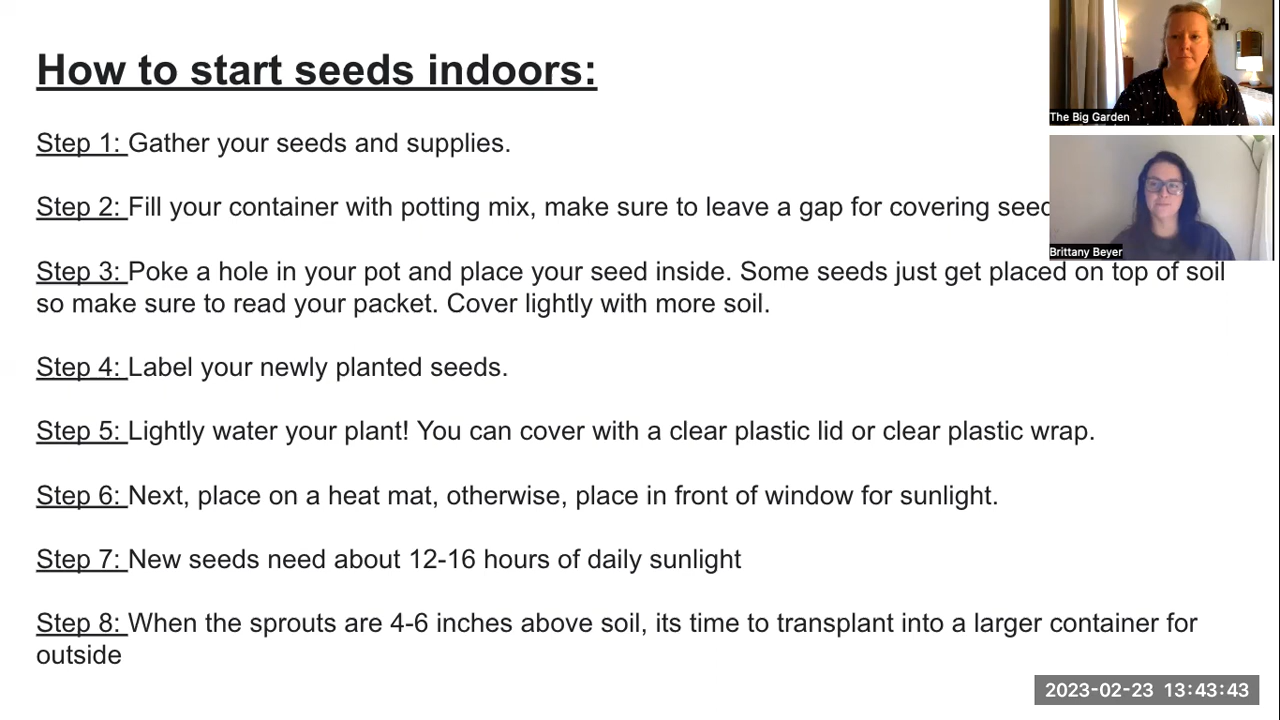 How to start seeds indoors:
Step 1: Gather your seeds and supplies.
Step 2: Fill your container with potting mix, make sure to leave a gap for covering
Step 3: Poke a hole in your pot and place your seed inside. Some seeds just get placed on top of soil
so make sure to read your packet. Cover lightly with more soil.
Step 4: Label your newly planted seeds.
Step 5: Lightly water your plant! You can cover with a clear plastic lid or clear plastic wrap.
Step 6: Next, place on a heat mat, otherwise, place in front of window for sunlight.
Step 7: New seeds need about 12-16 hours of daily sunlight
Step 8: When the sprouts are 4-6 inches above soil, its time to transplant into a larger container for
outside
The Big Garden
Brittany Beyer
2023-02-23 13:43:43